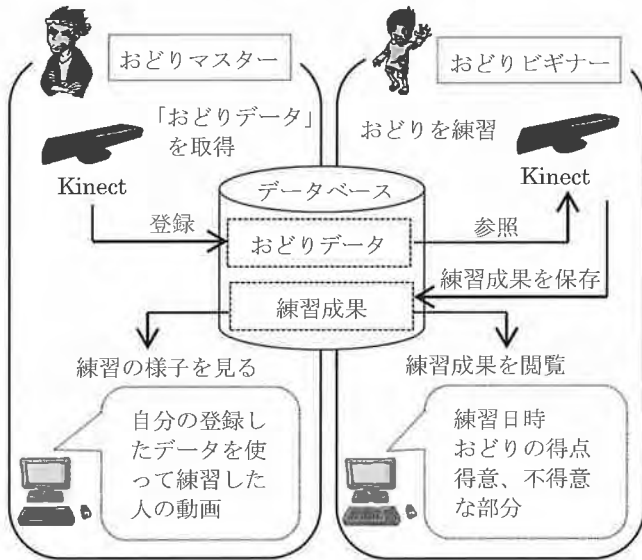 おどりマスター
おどりビギナー
「おどりデータ」
を取得
おどりを練習
Kinect
Kinect
データベース
登録
おどりデータ
参照
練習成果を保存
練習成果
練習の様子を見る
練習成果を閲覧
自分の登録し
たデータを使
って練習した
人の動画
練習日時
おどりの得点
得意、不得意
な部分